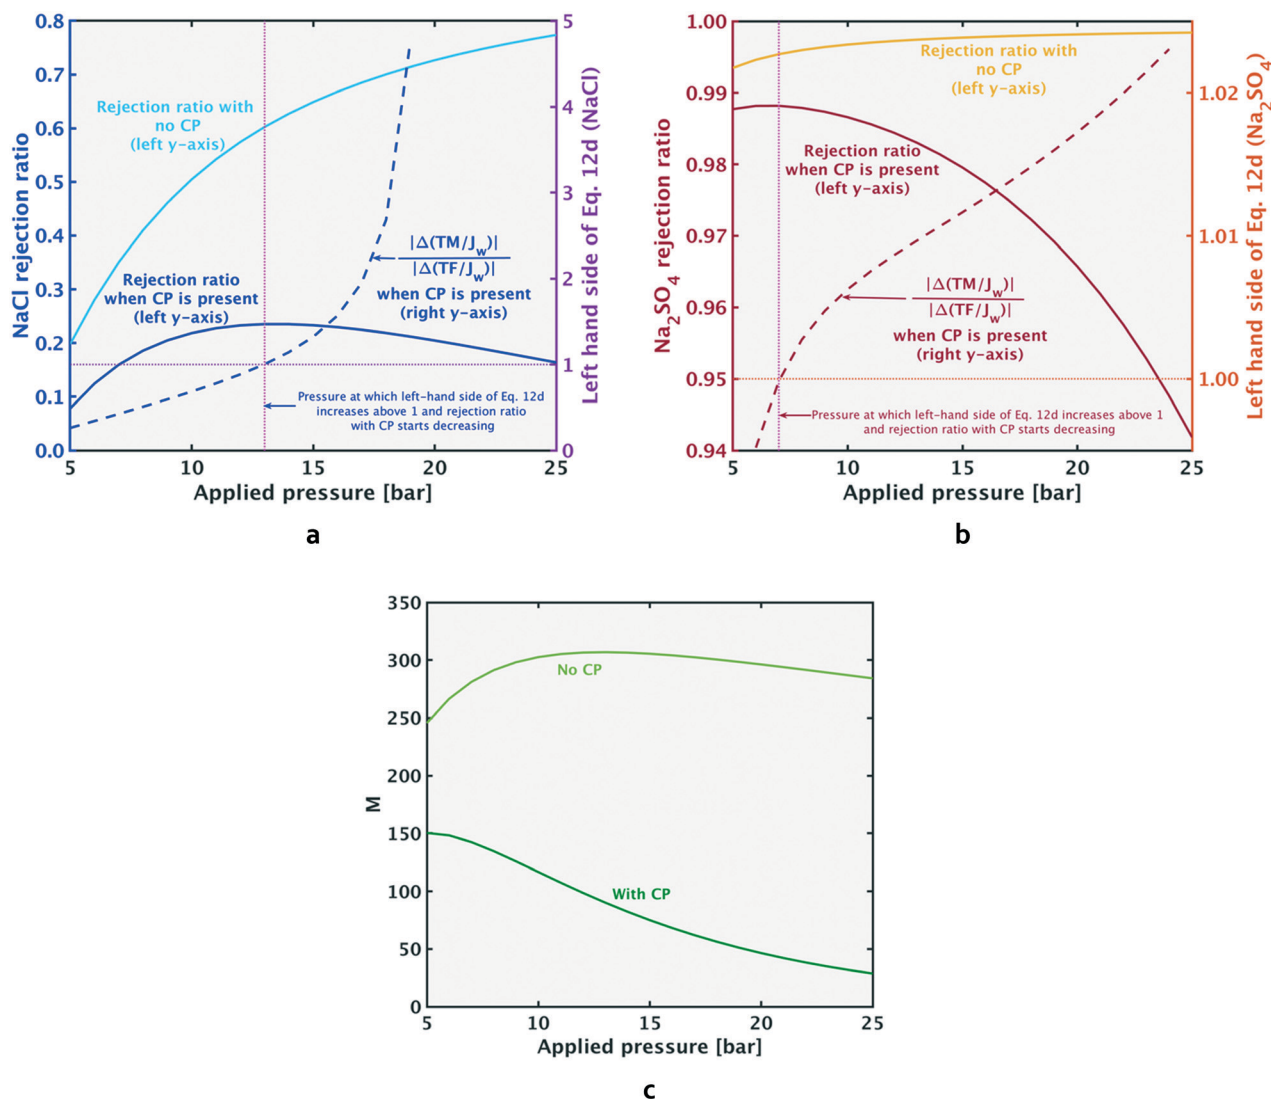 0.8
0.7
0.6
0.5
0.4
0.3
0.2
0.1
0.0
NaCl rejection ratio
5
4
3
2
1
0
Left hand side of Eq. 12d (NaCl)
Rejection ratio with
no CP
(left y-axis)
Rejection ratio
when CP is present
(left y-axis)
|Δ(TM/Jw)|
|Δ(TF/Jw)|
when CP is present
(right y-axis)
Pressure at which left-hand side of Eq. 12d
increases above 1 and rejection ratio
with CP starts decreasing
5 10 15 20 25
Applied pressure [bar]
a
1.00
0.99
0.98
0.97
0.96
0.95
0.94
Na2SO4 rejection ratio
1.02
1.01
1.00
Left hand side of Eq. 12d (Na2SO4)
Rejection ratio with
no CP
(left y-axis)
Rejection ratio
when CP is present
(left y-axis)
|Δ(TM/Jw)|
|Δ(TF/Jw)|
when CP is present
(right y-axis)
Pressure at which left-hand side of Eq. 12d increases above 1
and rejection ratio with CP starts decreasing
5 10 15 20 25
Applied pressure [bar]
b
350
300
250
200
150
100
50
0
M
No CP
With CP
5 10 15 20 25
Applied pressure [bar]
c